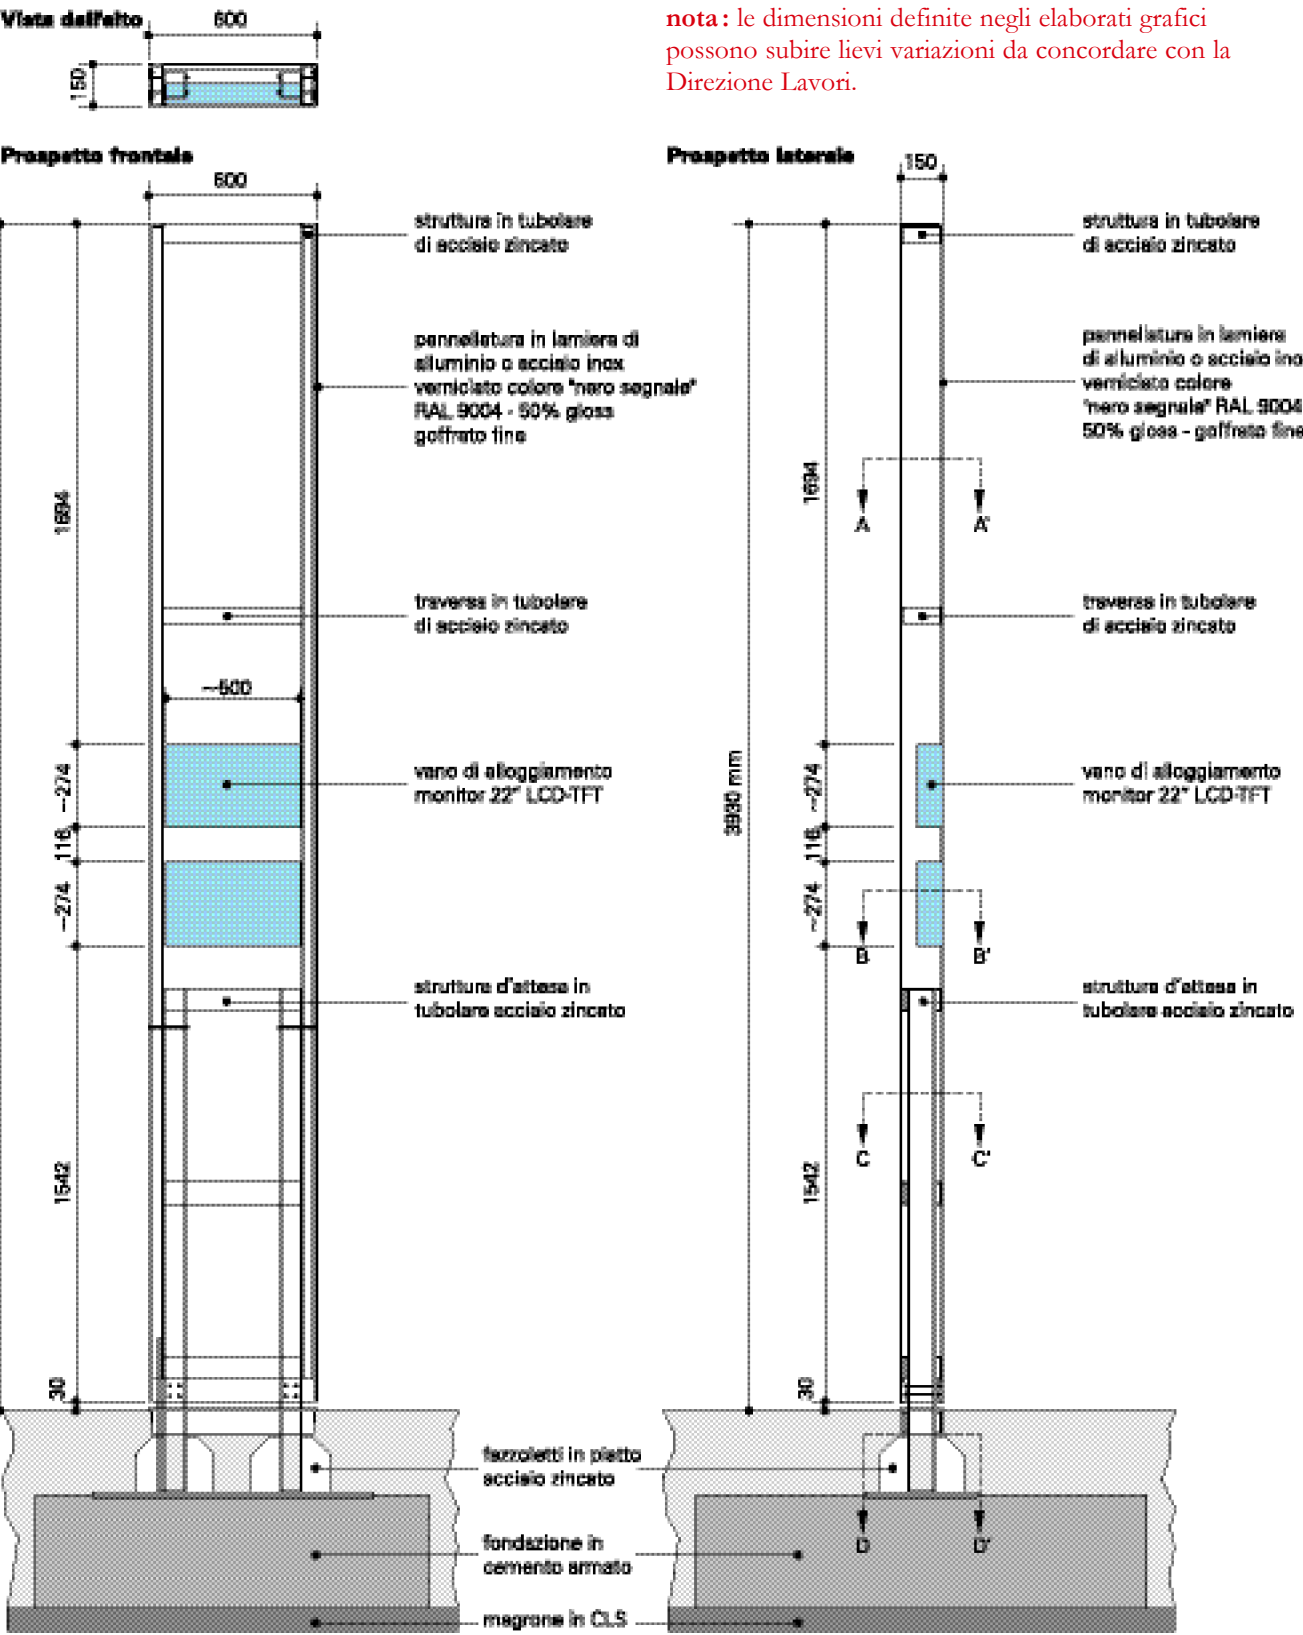 Vista dall'alto
600
150
nota: le dimensioni definite negli elaborati grafici
possono subire lievi variazioni da concordare con la
Direzione Lavori.
Prospetto frontale
600
struttura in tubolare
di acciaio zincato
pannellatura in lamiera di
alluminio o acciaio inox
verniciato colore "nero segnale"
RAL 9004 - 50% gloss
goffrato fine
1694
traversa in tubolare
di acciaio zincato
~500
~274
vano di alloggiamento
monitor 22" LCD-TFT
116
~274
struttura d'attesa in
tubolare acciaio zincato
1542
30
fazzoletti in piatto
acciaio zincato
fondazione in
cemento armato
magrone in CLS
Prospetto laterale
150
struttura in tubolare
di acciaio zincato
pannellatura in lamiera
di alluminio o acciaio ino
verniciato colore
"nero segnale" RAL 9004
50% gloss - goffrato fine
1694
A A'
traversa in tubolare
di acciaio zincato
3930 mm
~274
vano di alloggiamento
monitor 22" LCD-TFT
116
~274
B B'
struttura d'attesa in
tubolare acciaio zincato
C C'
1542
30
D D'